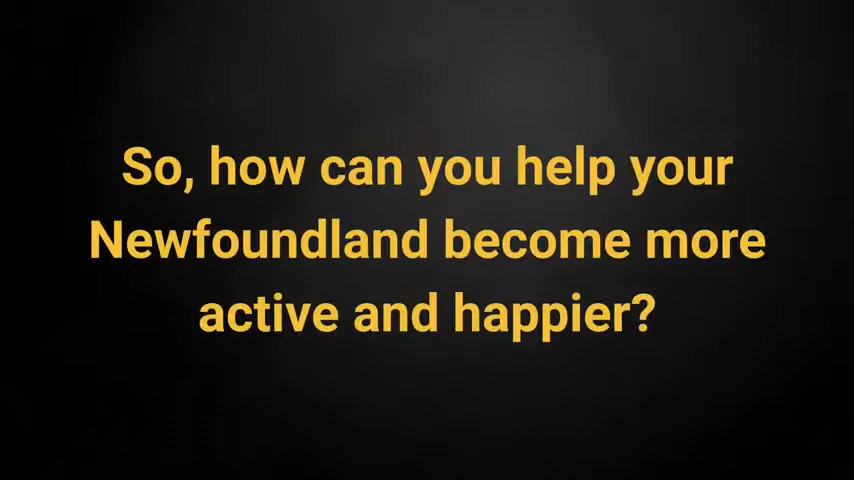 So, how can you help your
Newfoundland become more
active and happier?